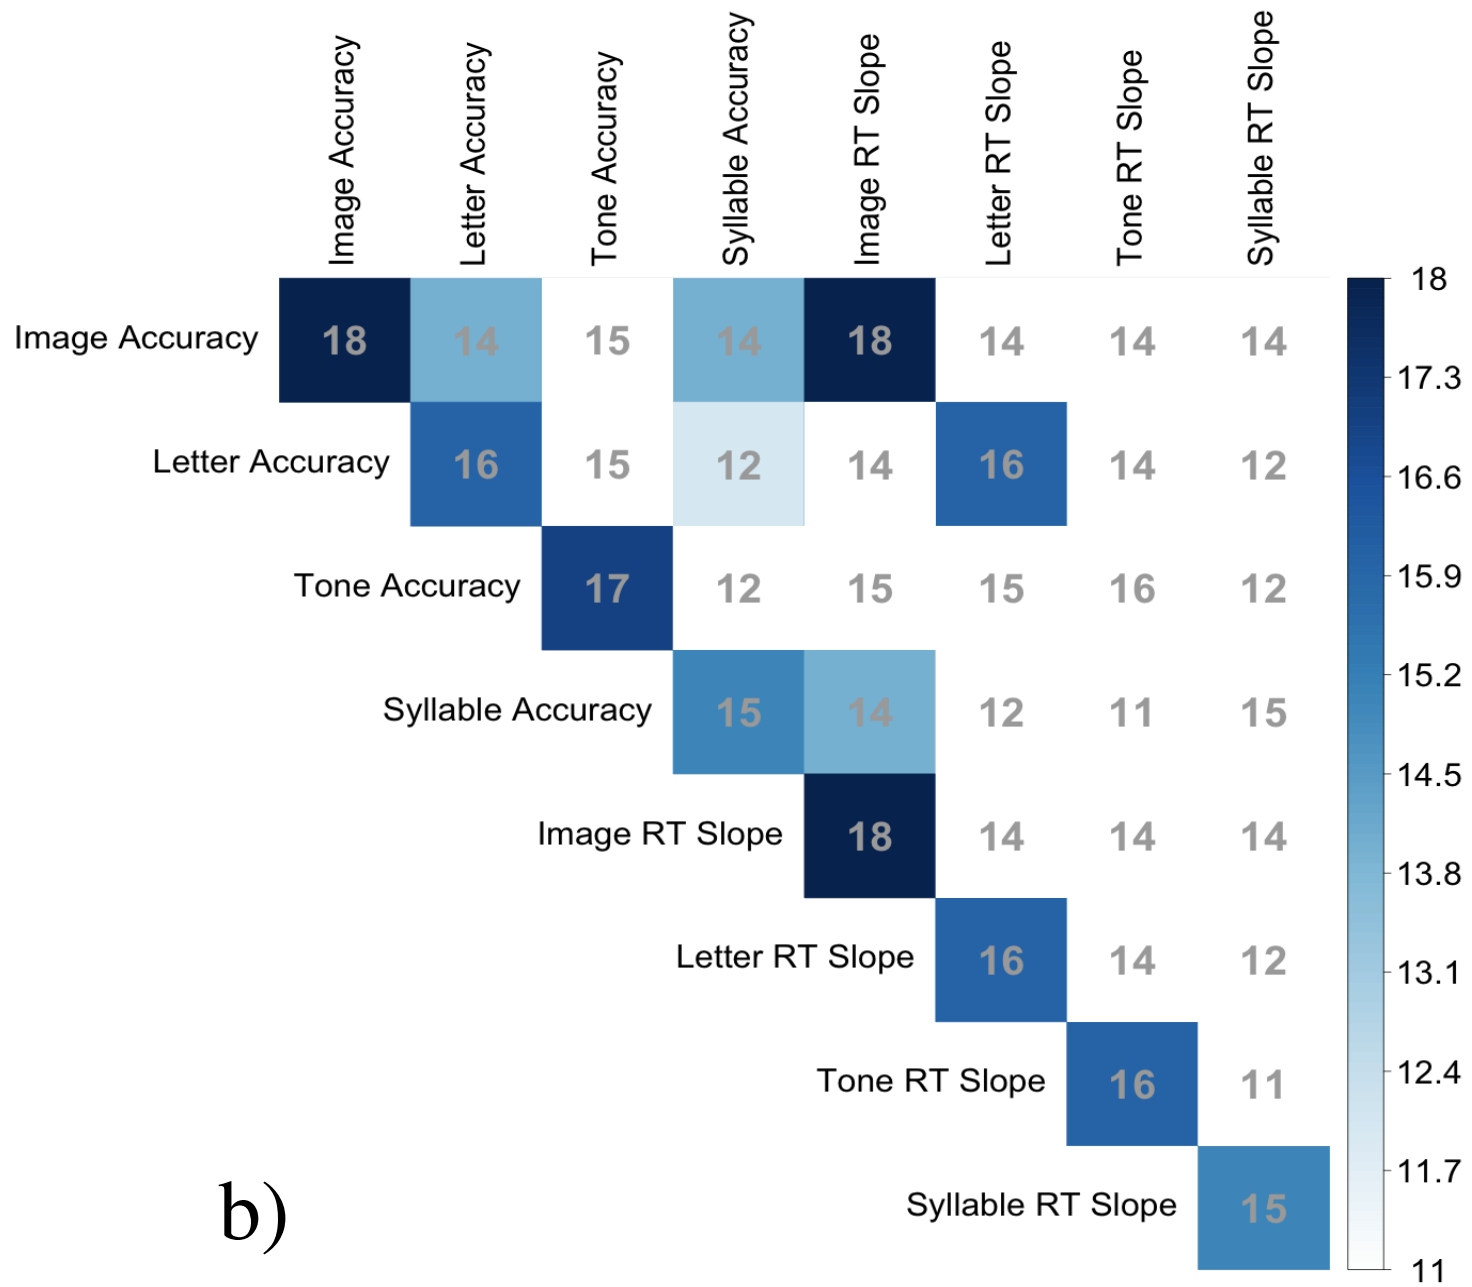 Image Accuracy
Letter Accuracy
Tone Accuracy
Syllable Accuracy
Image RT Slope
Letter RT Slope
Tone RT Slope
Syllable RT Slope
Image Accuracy 18 14 15 14 18 14 14 14
Letter Accuracy 16 15 12 14 16 14 12
Tone Accuracy 17 12 15 15 16 12
Syllable Accuracy 15 14 12 11 15
Image RT Slope 18 14 14 14
Letter RT Slope 16 14 12
Tone RT Slope 16 11
Syllable RT Slope 15
18
17.3
16.6
15.9
15.2
14.5
13.8
13.1
12.4
11.7
11
b)